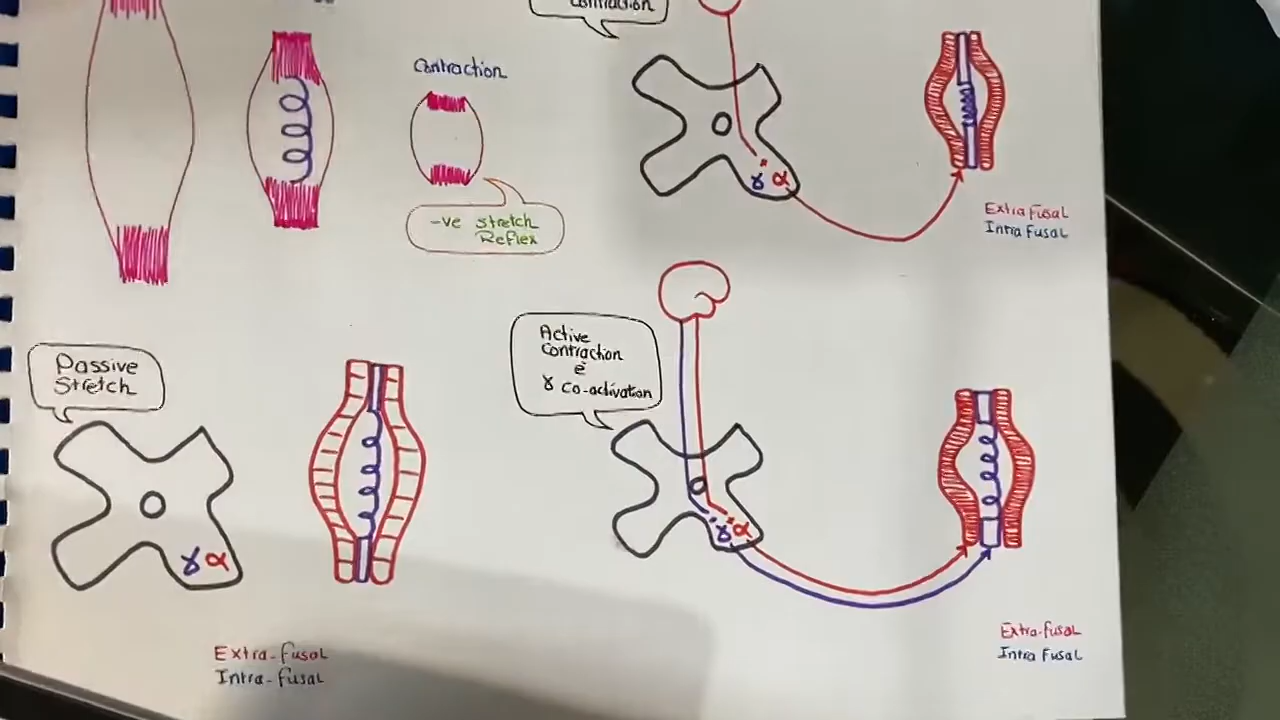 contraction
Contraction
-ve stretch
Reflex
ɣ α
Extra fusal
Intra fusal
Passive
Stretch
Active
Contraction
ē
ɣ co-activation
ɣ α
ɣ α
Extra-fusal
Intra-fusal
Extra-fusal
Intra fusal